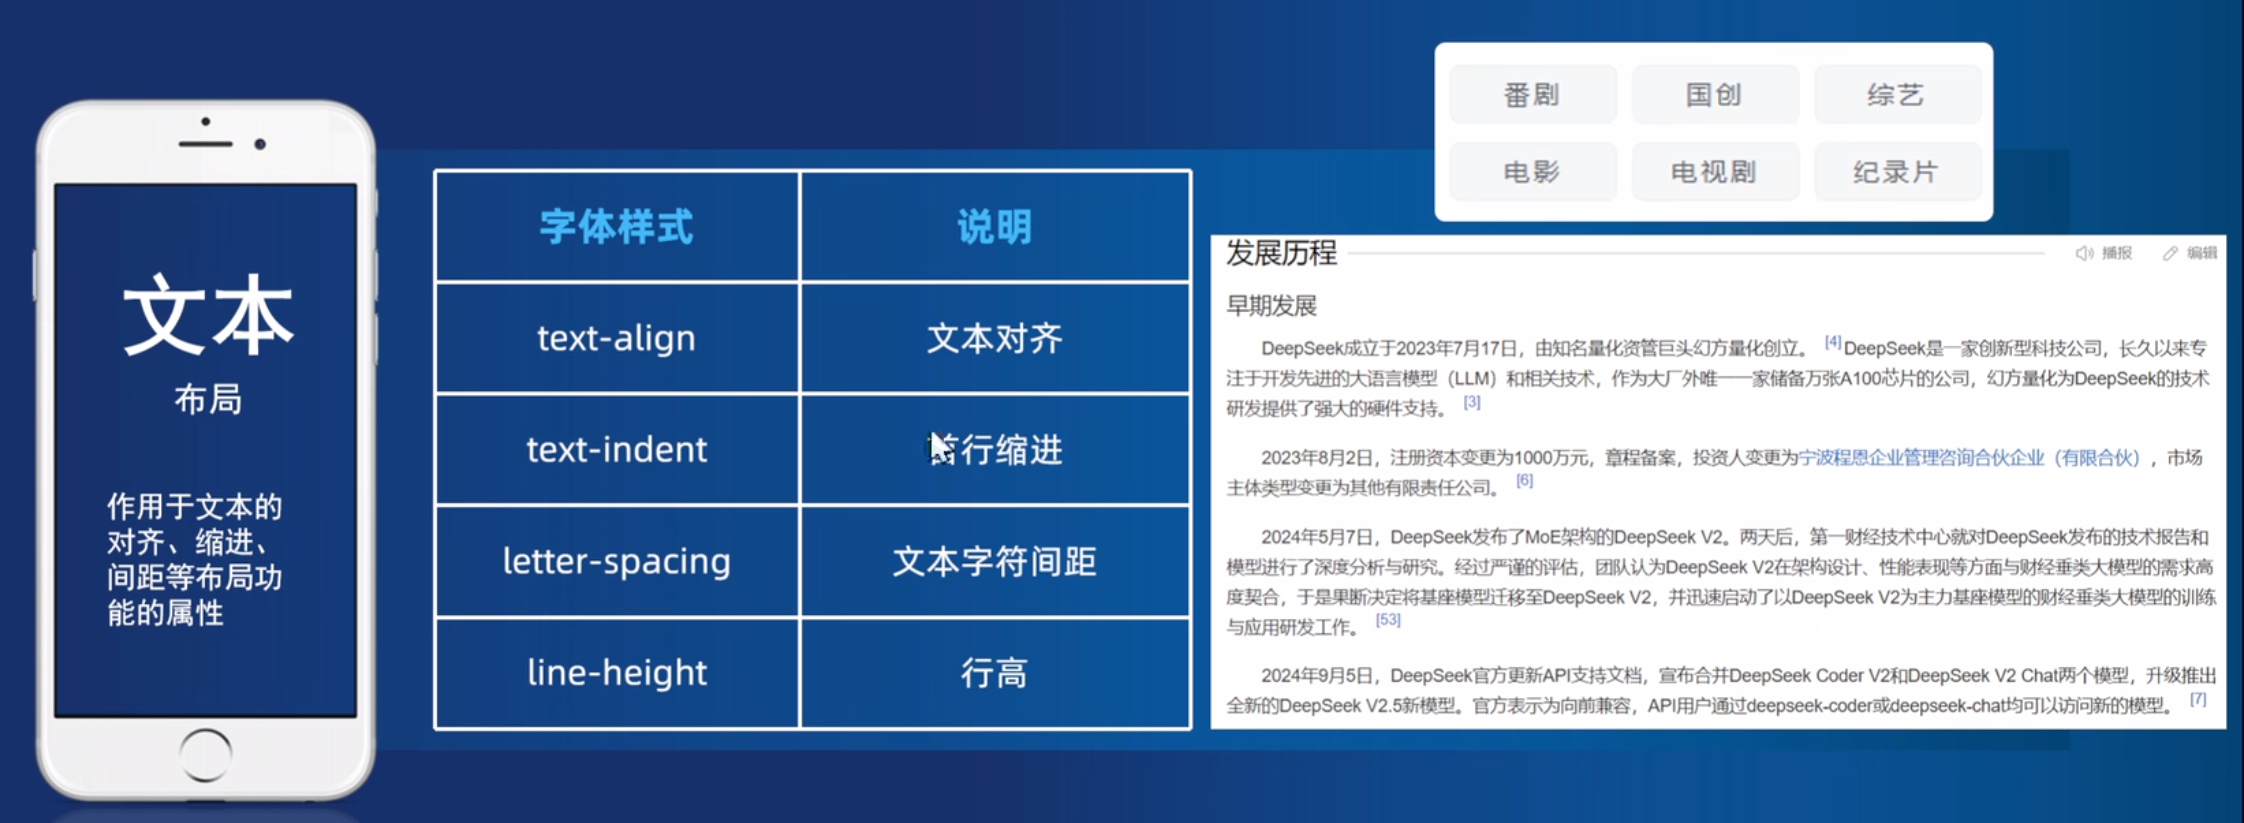 文本
布局
作用于文本的
对齐、缩进、
间距等布局功
能的属性
字体样式 说明
text-align 文本对齐
text-indent 首行缩进
letter-spacing 文本字符间距
line-height 行高
番剧 国创 综艺
电影 电视剧 纪录片
发展历程 播报 编辑
早期发展
DeepSeek成立于2023年7月17日，由知名量化资管巨头幻方量化创立。 [4] DeepSeek是一家创新型科技公司，长久以来专
注于开发先进的大语言模型（LLM）和相关技术，作为大厂外唯一一家储备万张A100芯片的公司，幻方量化为DeepSeek的技术
研发提供了强大的硬件支持。 [3]
2023年8月2日，注册资本变更为1000万元，章程备案，投资人变更为宁波程恩企业管理咨询合伙企业（有限合伙），市场
主体类型变更为其他有限责任公司。 [6]
2024年5月7日，DeepSeek发布了MoE架构的DeepSeek V2。两天后，第一财经技术中心就对DeepSeek发布的技术报告和
模型进行了深度分析与研究。经过严谨的评估，团队认为DeepSeek V2在架构设计、性能表现等方面与财经垂类大模型的需求高
度契合，于是果断决定将基座模型迁移至DeepSeek V2，并迅速启动了以DeepSeek V2为主力基座模型的财经垂类大模型的训练
与应用研发工作。 [53]
2024年9月5日，DeepSeek官方更新API支持文档，宣布合并DeepSeek Coder V2和DeepSeek V2 Chat两个模型，升级推出
全新的DeepSeek V2.5新模型。官方表示为向前兼容，API用户通过deepseek-coder或deepseek-chat均可以访问新的模型。 [7]